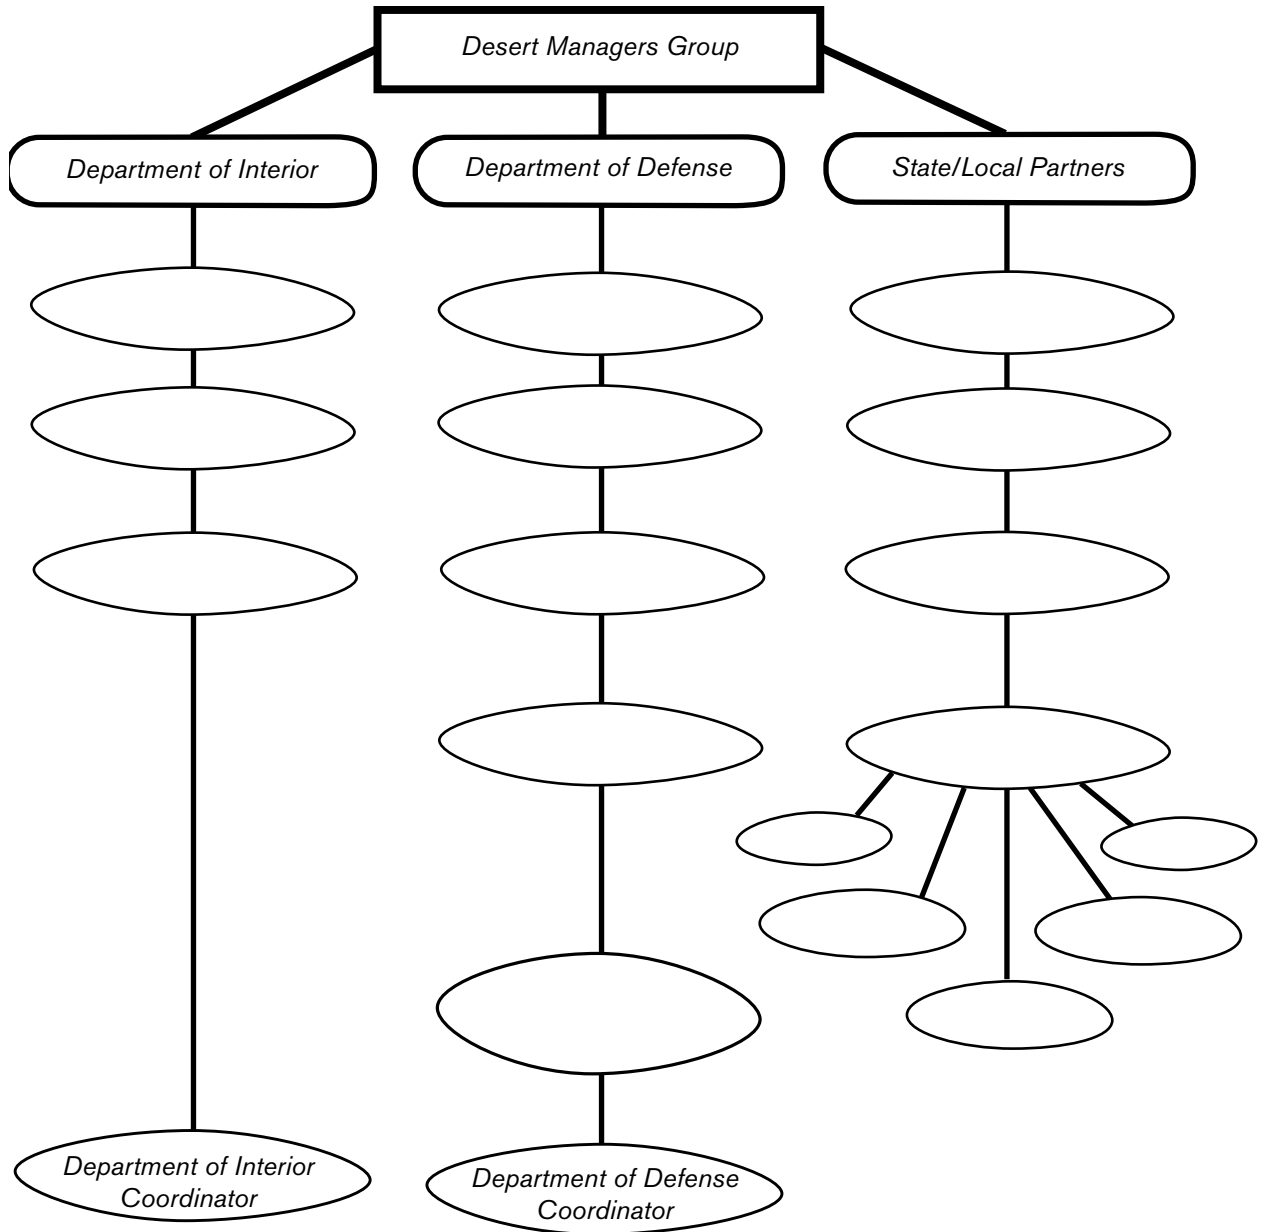 Desert Managers Group
Department of Interior
Department of Defense
State/Local Partners
Department of Interior
Coordinator
Department of Defense
Coordinator